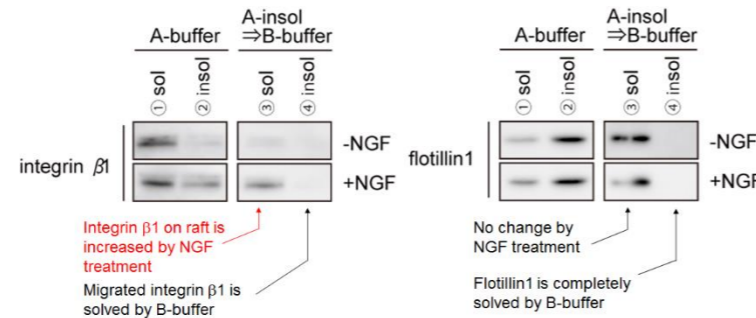 A-buffer
A-insol
⇒B-buffer
① sol
② insol
③ sol
④ insol
integrin β1
-NGF
+NGF
Integrin β1 on raft is
increased by NGF
treatment
Migrated integrin β1 is
solved by B-buffer
A-buffer
A-insol
⇒B-buffer
① sol
② insol
③ sol
④ insol
flotillin1
-NGF
+NGF
No change by
NGF treatment
Flotillin1 is completely
solved by B-buffer